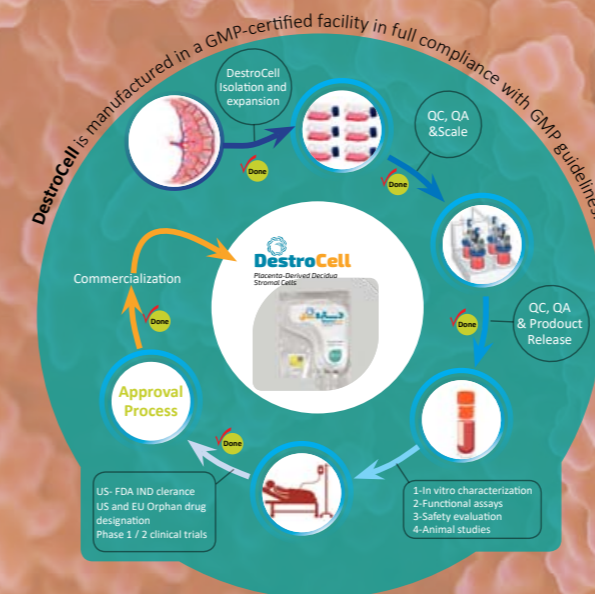 DestroCell is manufactured in a GMP-certified facility in full compliance with GMP guidelines.
DestroCell
Isolation and
expansion
Done
QC, QA
&Scale
Done
QC, QA
& Prodouct
Release
Done
1-In vitro characterization
2-Functional assays
3-Safety evaluation
4-Animal studies
US- FDA IND clerance
US and EU Orphan drug
designation
Phase 1 / 2 clinical trials
Done
Approval
Process
Done
Commercialization
DestroCell
Placenta-Derived Decidua
Stromal Cells